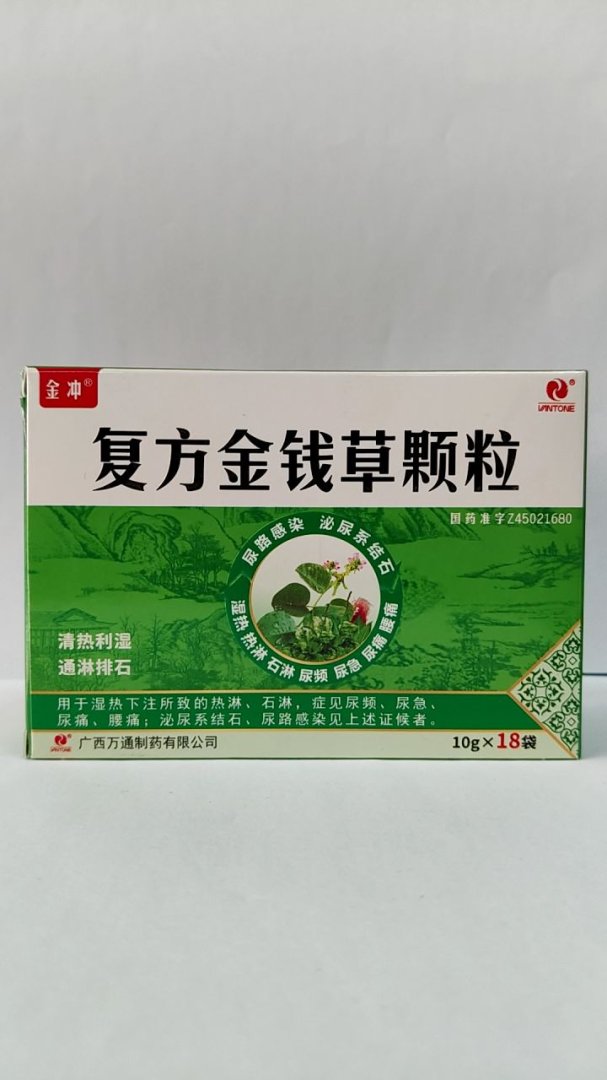 金冲®
VANTONE®
复方金钱草颗粒
国药准字Z45021680
尿路感染 泌尿系结石
湿热 热淋 石淋 尿频 尿急 尿痛 腰痛
清热利湿
通淋排石
用于湿热下注所致的热淋、石淋，症见尿频、尿急、
尿痛、腰痛；泌尿系结石、尿路感染见上述证候者。
VANTONE 广西万通制药有限公司
10g×18袋